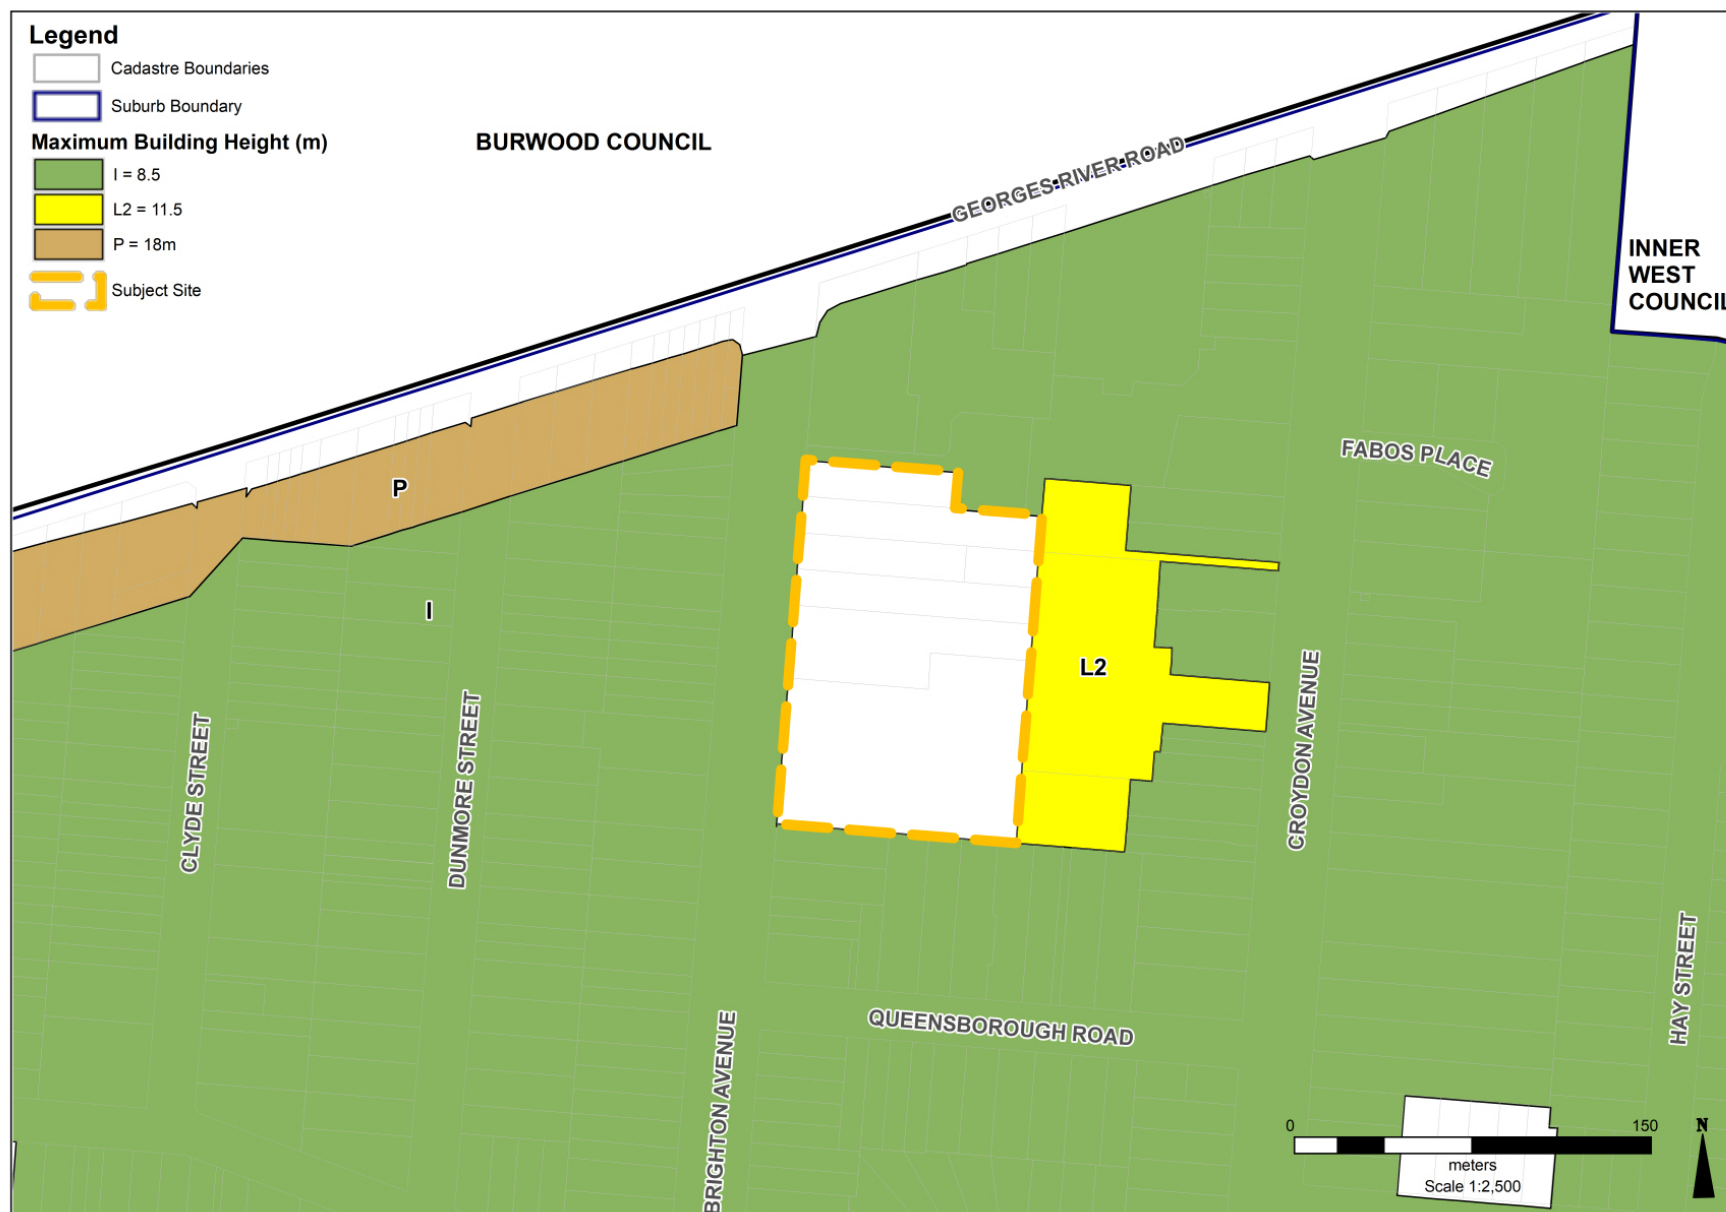 Legend
Cadastre Boundaries
Suburb Boundary
Maximum Building Height (m)
I = 8.5
L2 = 11.5
P = 18m
Subject Site
BURWOOD COUNCIL
GEORGES RIVER ROAD
INNER
WEST
COUNCIL
FABOS PLACE
P
I
L2
CLYDE STREET
DUNMORE STREET
CROYDON AVENUE
HAY STREET
QUEENSBOROUGH ROAD
BRIGHTON AVENUE
0
150
meters
Scale 1:2,500
N